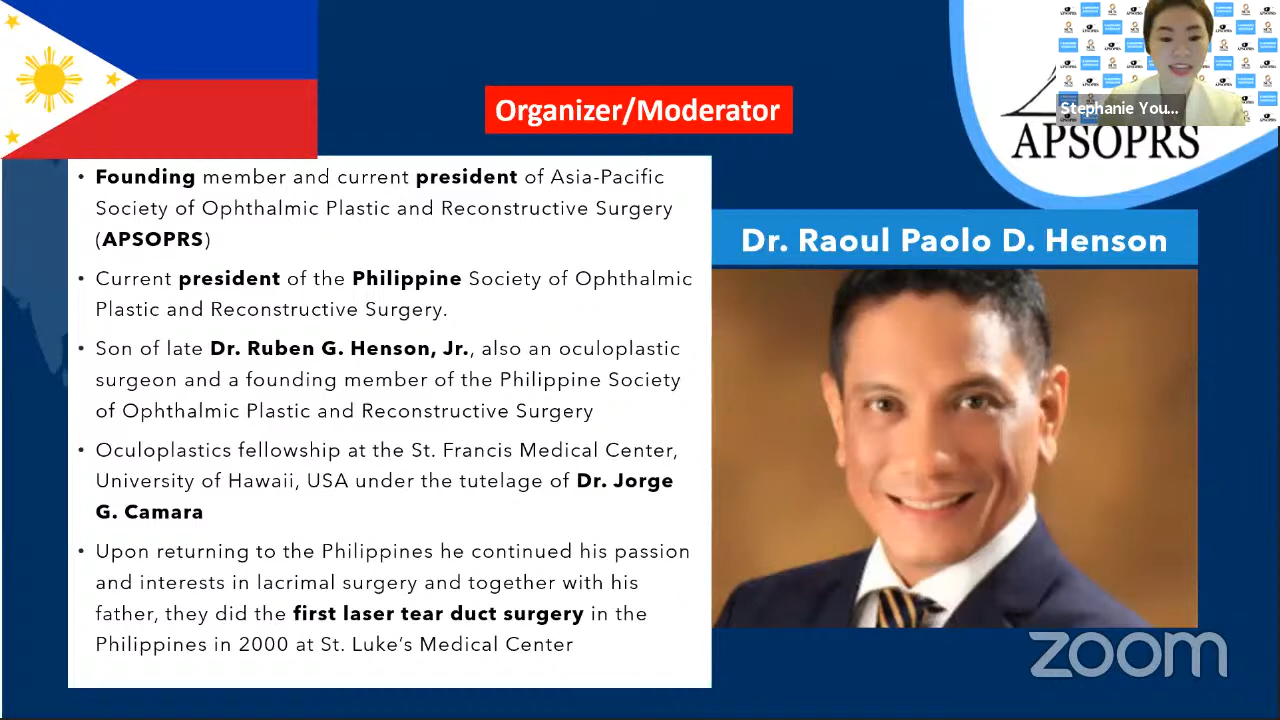 Organizer/Moderator
Stephanie You...
APSOPRS
• Founding member and current president of Asia-Pacific
Society of Ophthalmic Plastic and Reconstructive Surgery
(APSOPRS)
• Current president of the Philippine Society of Ophthalmic
Plastic and Reconstructive Surgery.
• Son of late Dr. Ruben G. Henson, Jr., also an oculoplastic
surgeon and a founding member of the Philippine Society
of Ophthalmic Plastic and Reconstructive Surgery
• Oculoplastics fellowship at the St. Francis Medical Center,
University of Hawaii, USA under the tutelage of Dr. Jorge
G. Camara
• Upon returning to the Philippines he continued his passion
and interests in lacrimal surgery and together with his
father, they did the first laser tear duct surgery in the
Philippines in 2000 at St. Luke's Medical Center
Dr. Raoul Paolo D. Henson
zoom